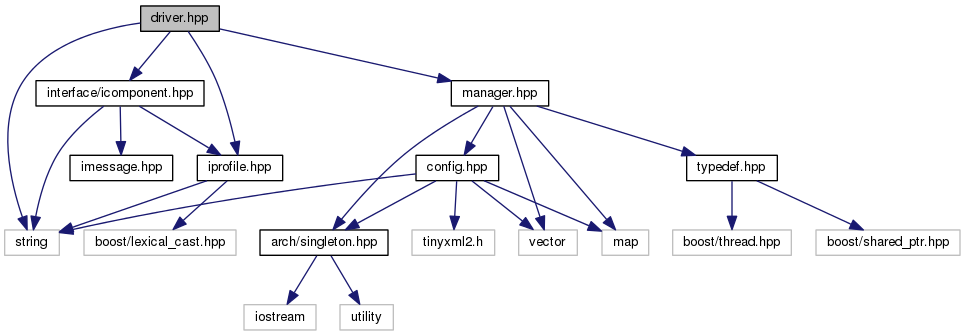 driver.hpp
interface/icomponent.hpp
manager.hpp
imessage.hpp
iprofile.hpp
config.hpp
typedef.hpp
string
boost/lexical_cast.hpp
arch/singleton.hpp
tinyxml2.h
vector
map
boost/thread.hpp
boost/shared_ptr.hpp
iostream
utility